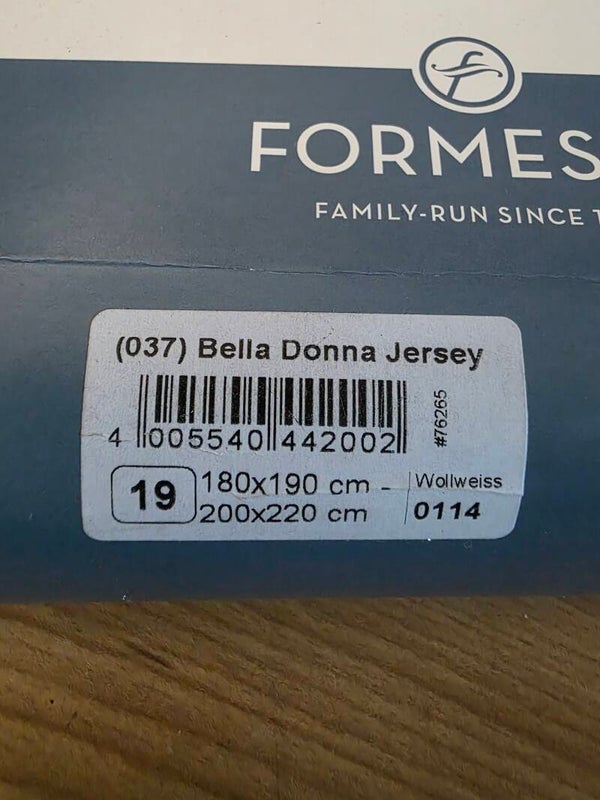 FORMES
FAMILY-RUN SINCE
(037) Bella Donna Jersey
4 005540 442002
#76265
19
180x190 cm -
200x220 cm
Wollweiss
0114